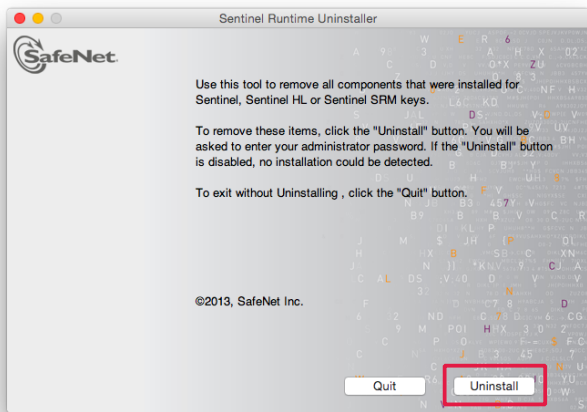 Sentinel Runtime Uninstaller
SafeNet.
Use this tool to remove all components that were installed for
Sentinel, Sentinel HL or Sentinel SRM keys.
To remove these items, click the "Uninstall" button. You will be
asked to enter your administrator password. If the "Uninstall" button
is disabled, no installation could be detected.
To exit without Uninstalling , click the "Quit" button.
©2013, SafeNet Inc.
Quit
Uninstall